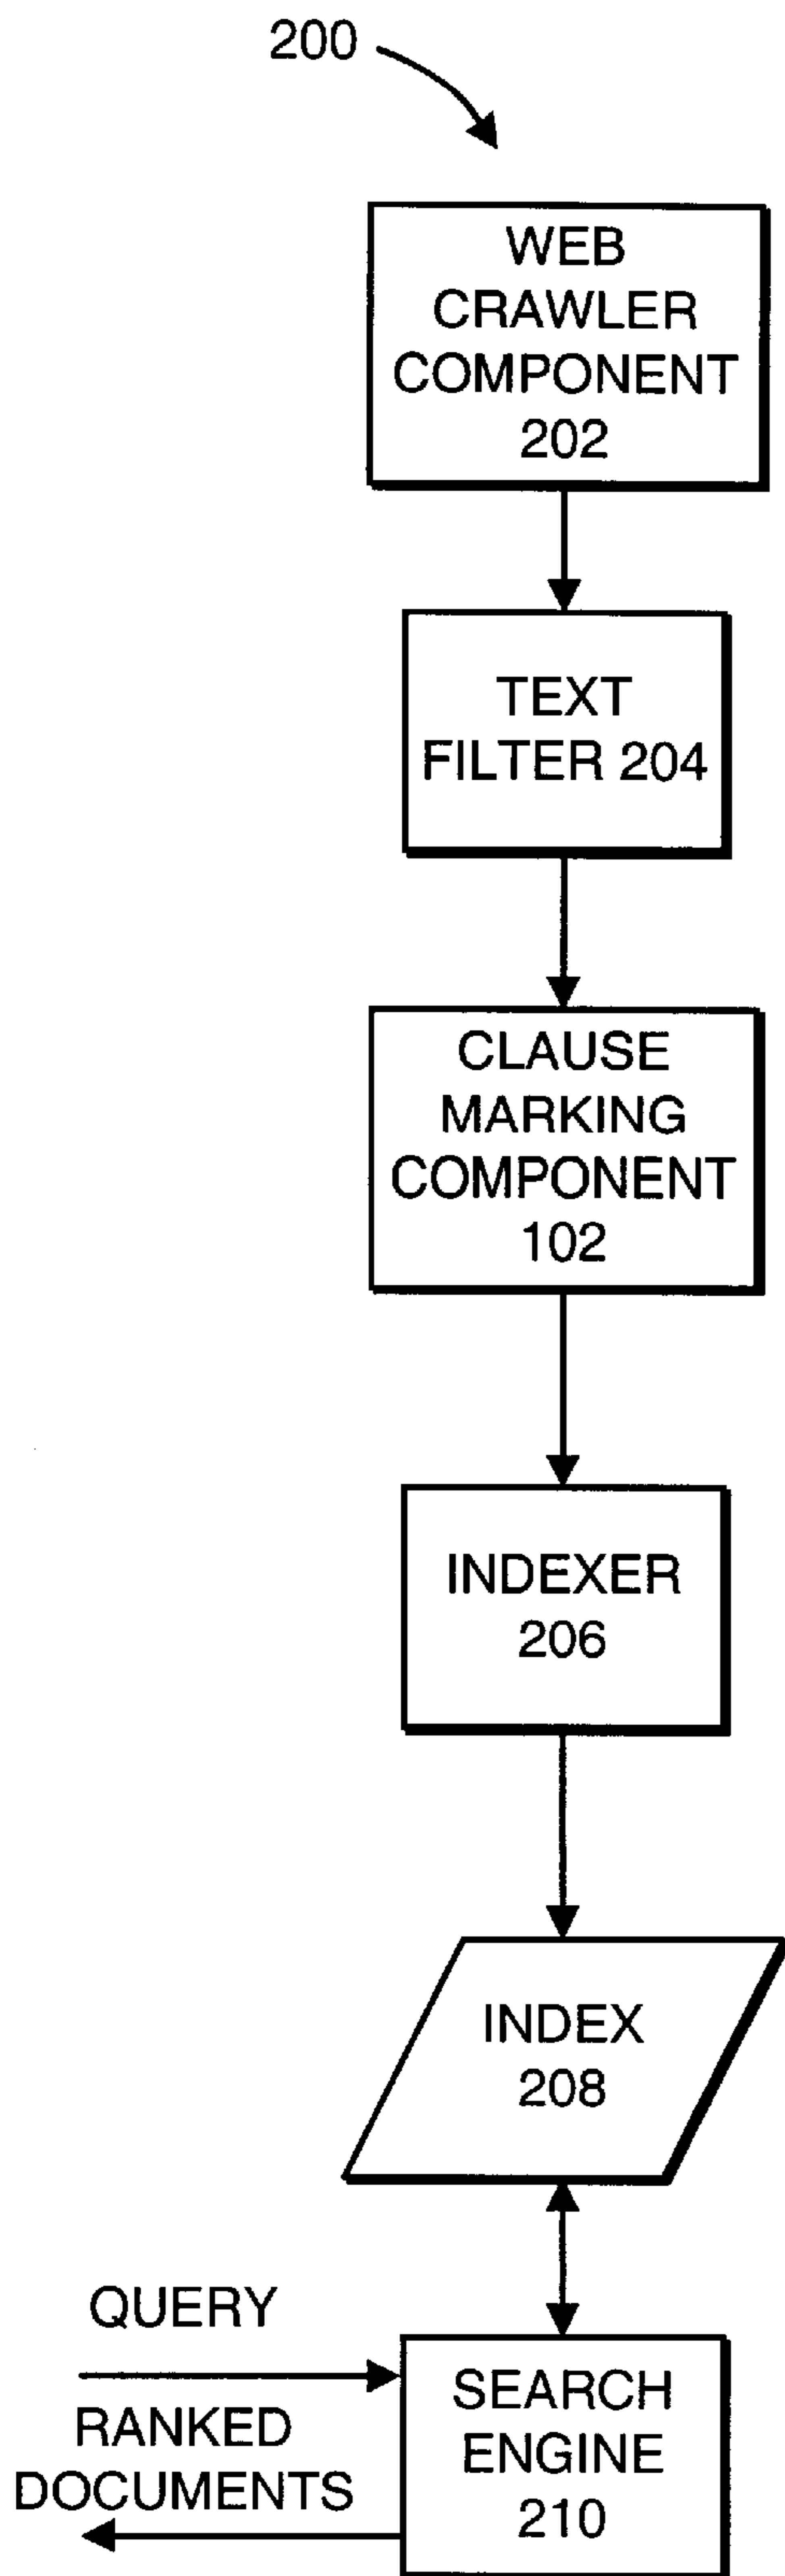 200
WEB
CRAWLER
COMPONENT
202
TEXT
FILTER 204
CLAUSE
MARKING
COMPONENT
102
INDEXER
206
INDEX
208
QUERY
RANKED
DOCUMENTS
SEARCH
ENGINE
210